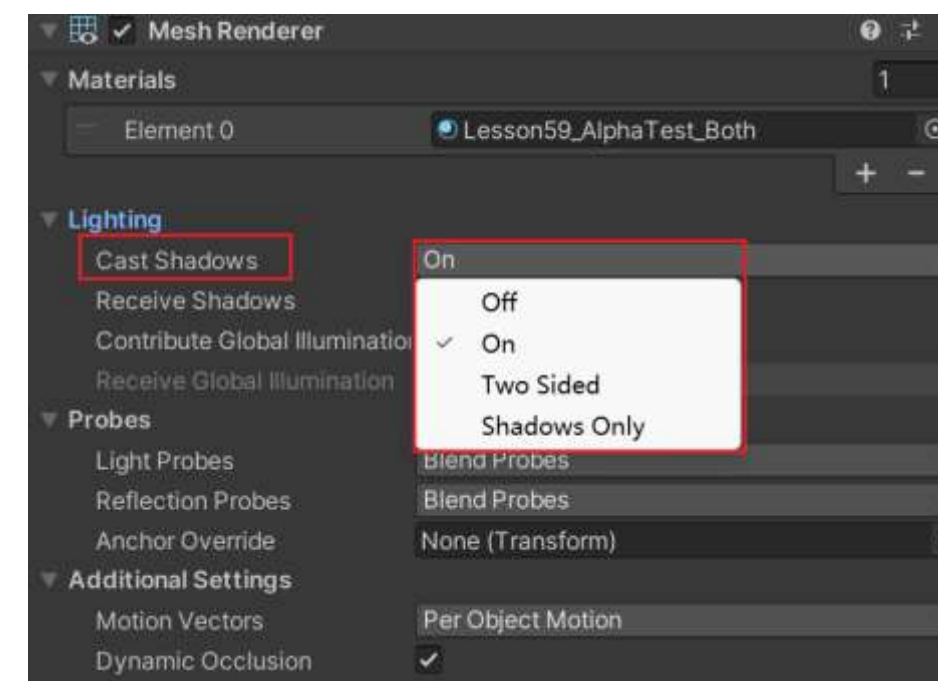 Mesh Renderer
Materials 1
Element 0 Lesson59_AlphaTest_Both
+ -
Lighting
Cast Shadows On
Receive Shadows Off
Contribute Global Illumination On
Receive Global Illumination Two Sided
Probes Shadows Only
Light Probes Blend Probes
Reflection Probes Blend Probes
Anchor Override None (Transform)
Additional Settings
Motion Vectors Per Object Motion
Dynamic Occlusion